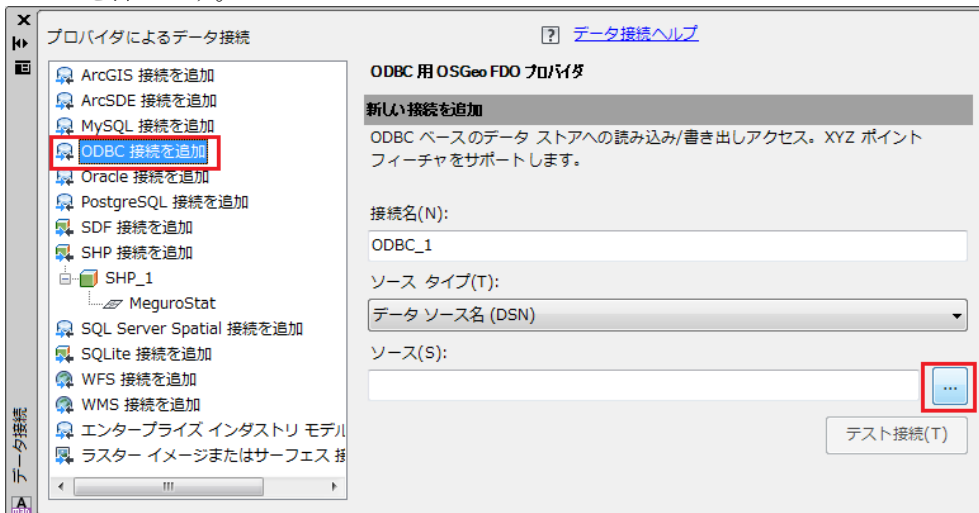 プロバイダによるデータ接続
データ接続ヘルプ
ArcGIS 接続を追加
ArcSDE 接続を追加
MySQL 接続を追加
ODBC 接続を追加
Oracle 接続を追加
PostgreSQL 接続を追加
SDF 接続を追加
SHP 接続を追加
SHP_1
MeguroStat
SQL Server Spatial 接続を追加
SQLite 接続を追加
WFS 接続を追加
WMS 接続を追加
エンタープライズ インダストリ モデル
ラスター イメージまたはサーフェス 接
ODBC 用 OSGeo FDO プロバイダ
新しい接続を追加
ODBC ベースのデータ ストアへの読み込み/書き出しアクセス。XYZ ポイント
フィーチャをサポートします。
接続名(N):
ODBC_1
ソース タイプ(T):
データ ソース名 (DSN)
ソース(S):
...
テスト接続(T)
データ接続